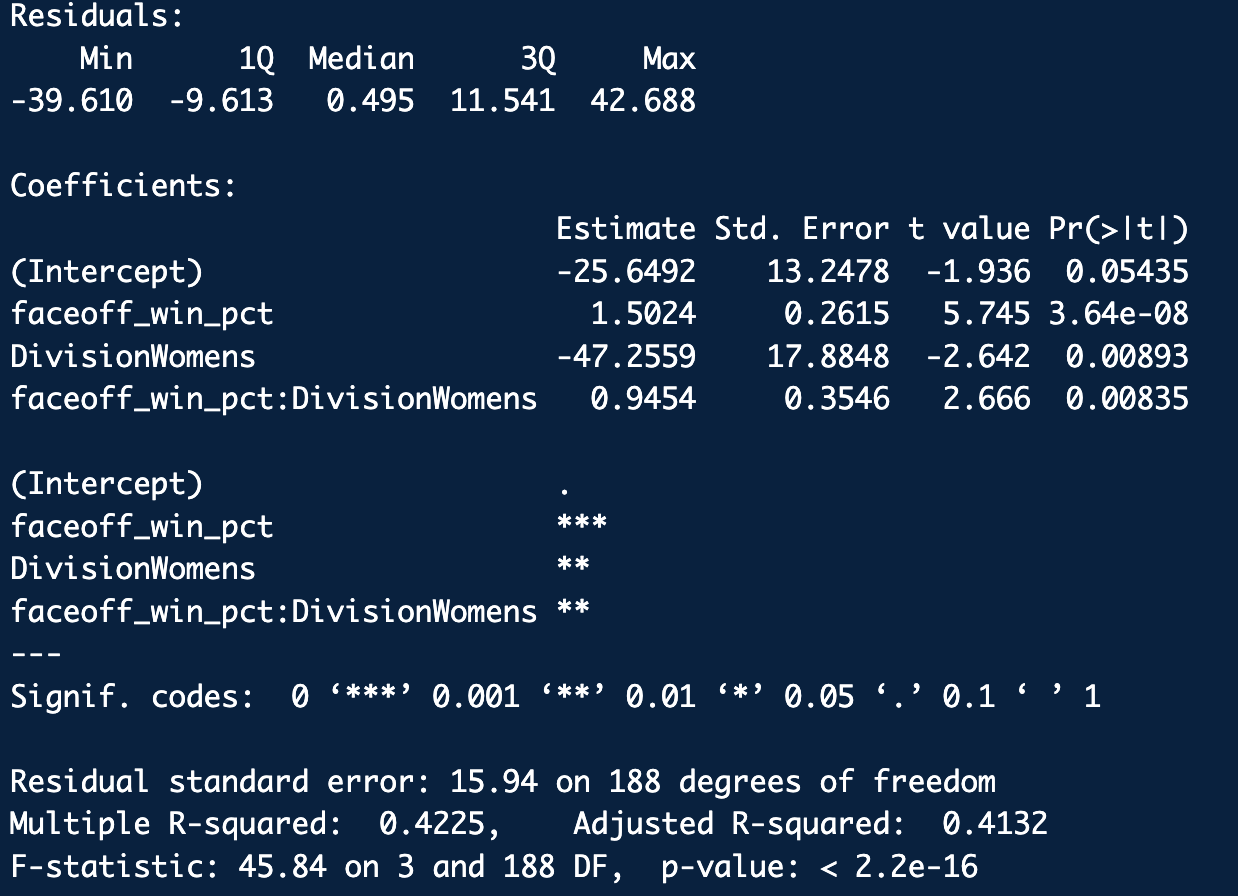 Residuals:
    Min      1Q  Median      3Q     Max
-39.610  -9.613   0.495  11.541  42.688

Coefficients:
                               Estimate Std. Error t value Pr(>|t|)
(Intercept)                    -25.6492    13.2478  -1.936  0.05435
faceoff_win_pct                  1.5024     0.2615   5.745 3.64e-08
DivisionWomens                 -47.2559    17.8848  -2.642  0.00893
faceoff_win_pct:DivisionWomens   0.9454     0.3546   2.666  0.00835

(Intercept)                    .
faceoff_win_pct                ***
DivisionWomens                 **
faceoff_win_pct:DivisionWomens **
---
Signif. codes:  0 ‘***’ 0.001 ‘**’ 0.01 ‘*’ 0.05 ‘.’ 0.1 ‘ ’ 1

Residual standard error: 15.94 on 188 degrees of freedom
Multiple R-squared:  0.4225,    Adjusted R-squared:  0.4132
F-statistic: 45.84 on 3 and 188 DF,  p-value: < 2.2e-16